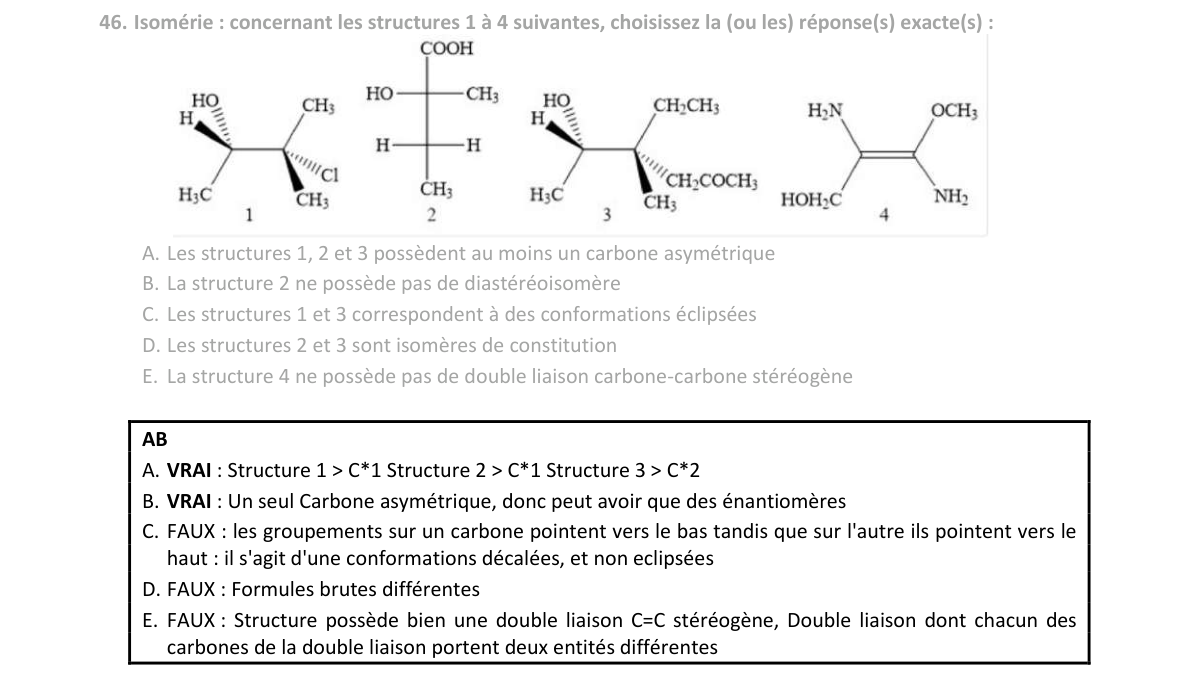 46. Isomérie : concernant les structures 1 à 4 suivantes, choisissez la (ou les) réponse(s) exacte(s) :
COOH
HO CH3 HO CH3 HO CH2CH3 H2N OCH3
H H
H H
Cl CH2COCH3
H3C CH3 CH3 H3C CH3 HOH2C NH2
1 2 3 4
A. Les structures 1, 2 et 3 possèdent au moins un carbone asymétrique
B. La structure 2 ne possède pas de diastéréoisomère
C. Les structures 1 et 3 correspondent à des conformations éclipsées
D. Les structures 2 et 3 sont isomères de constitution
E. La structure 4 ne possède pas de double liaison carbone-carbone stéréogène
AB
A. VRAI : Structure 1 > C*1 Structure 2 > C*1 Structure 3 > C*2
B. VRAI : Un seul Carbone asymétrique, donc peut avoir que des énantiomères
C. FAUX : les groupements sur un carbone pointent vers le bas tandis que sur l'autre ils pointent vers le
haut : il s'agit d'une conformations décalées, et non eclipsées
D. FAUX : Formules brutes différentes
E. FAUX : Structure possède bien une double liaison C=C stéréogène, Double liaison dont chacun des
carbones de la double liaison portent deux entités différentes